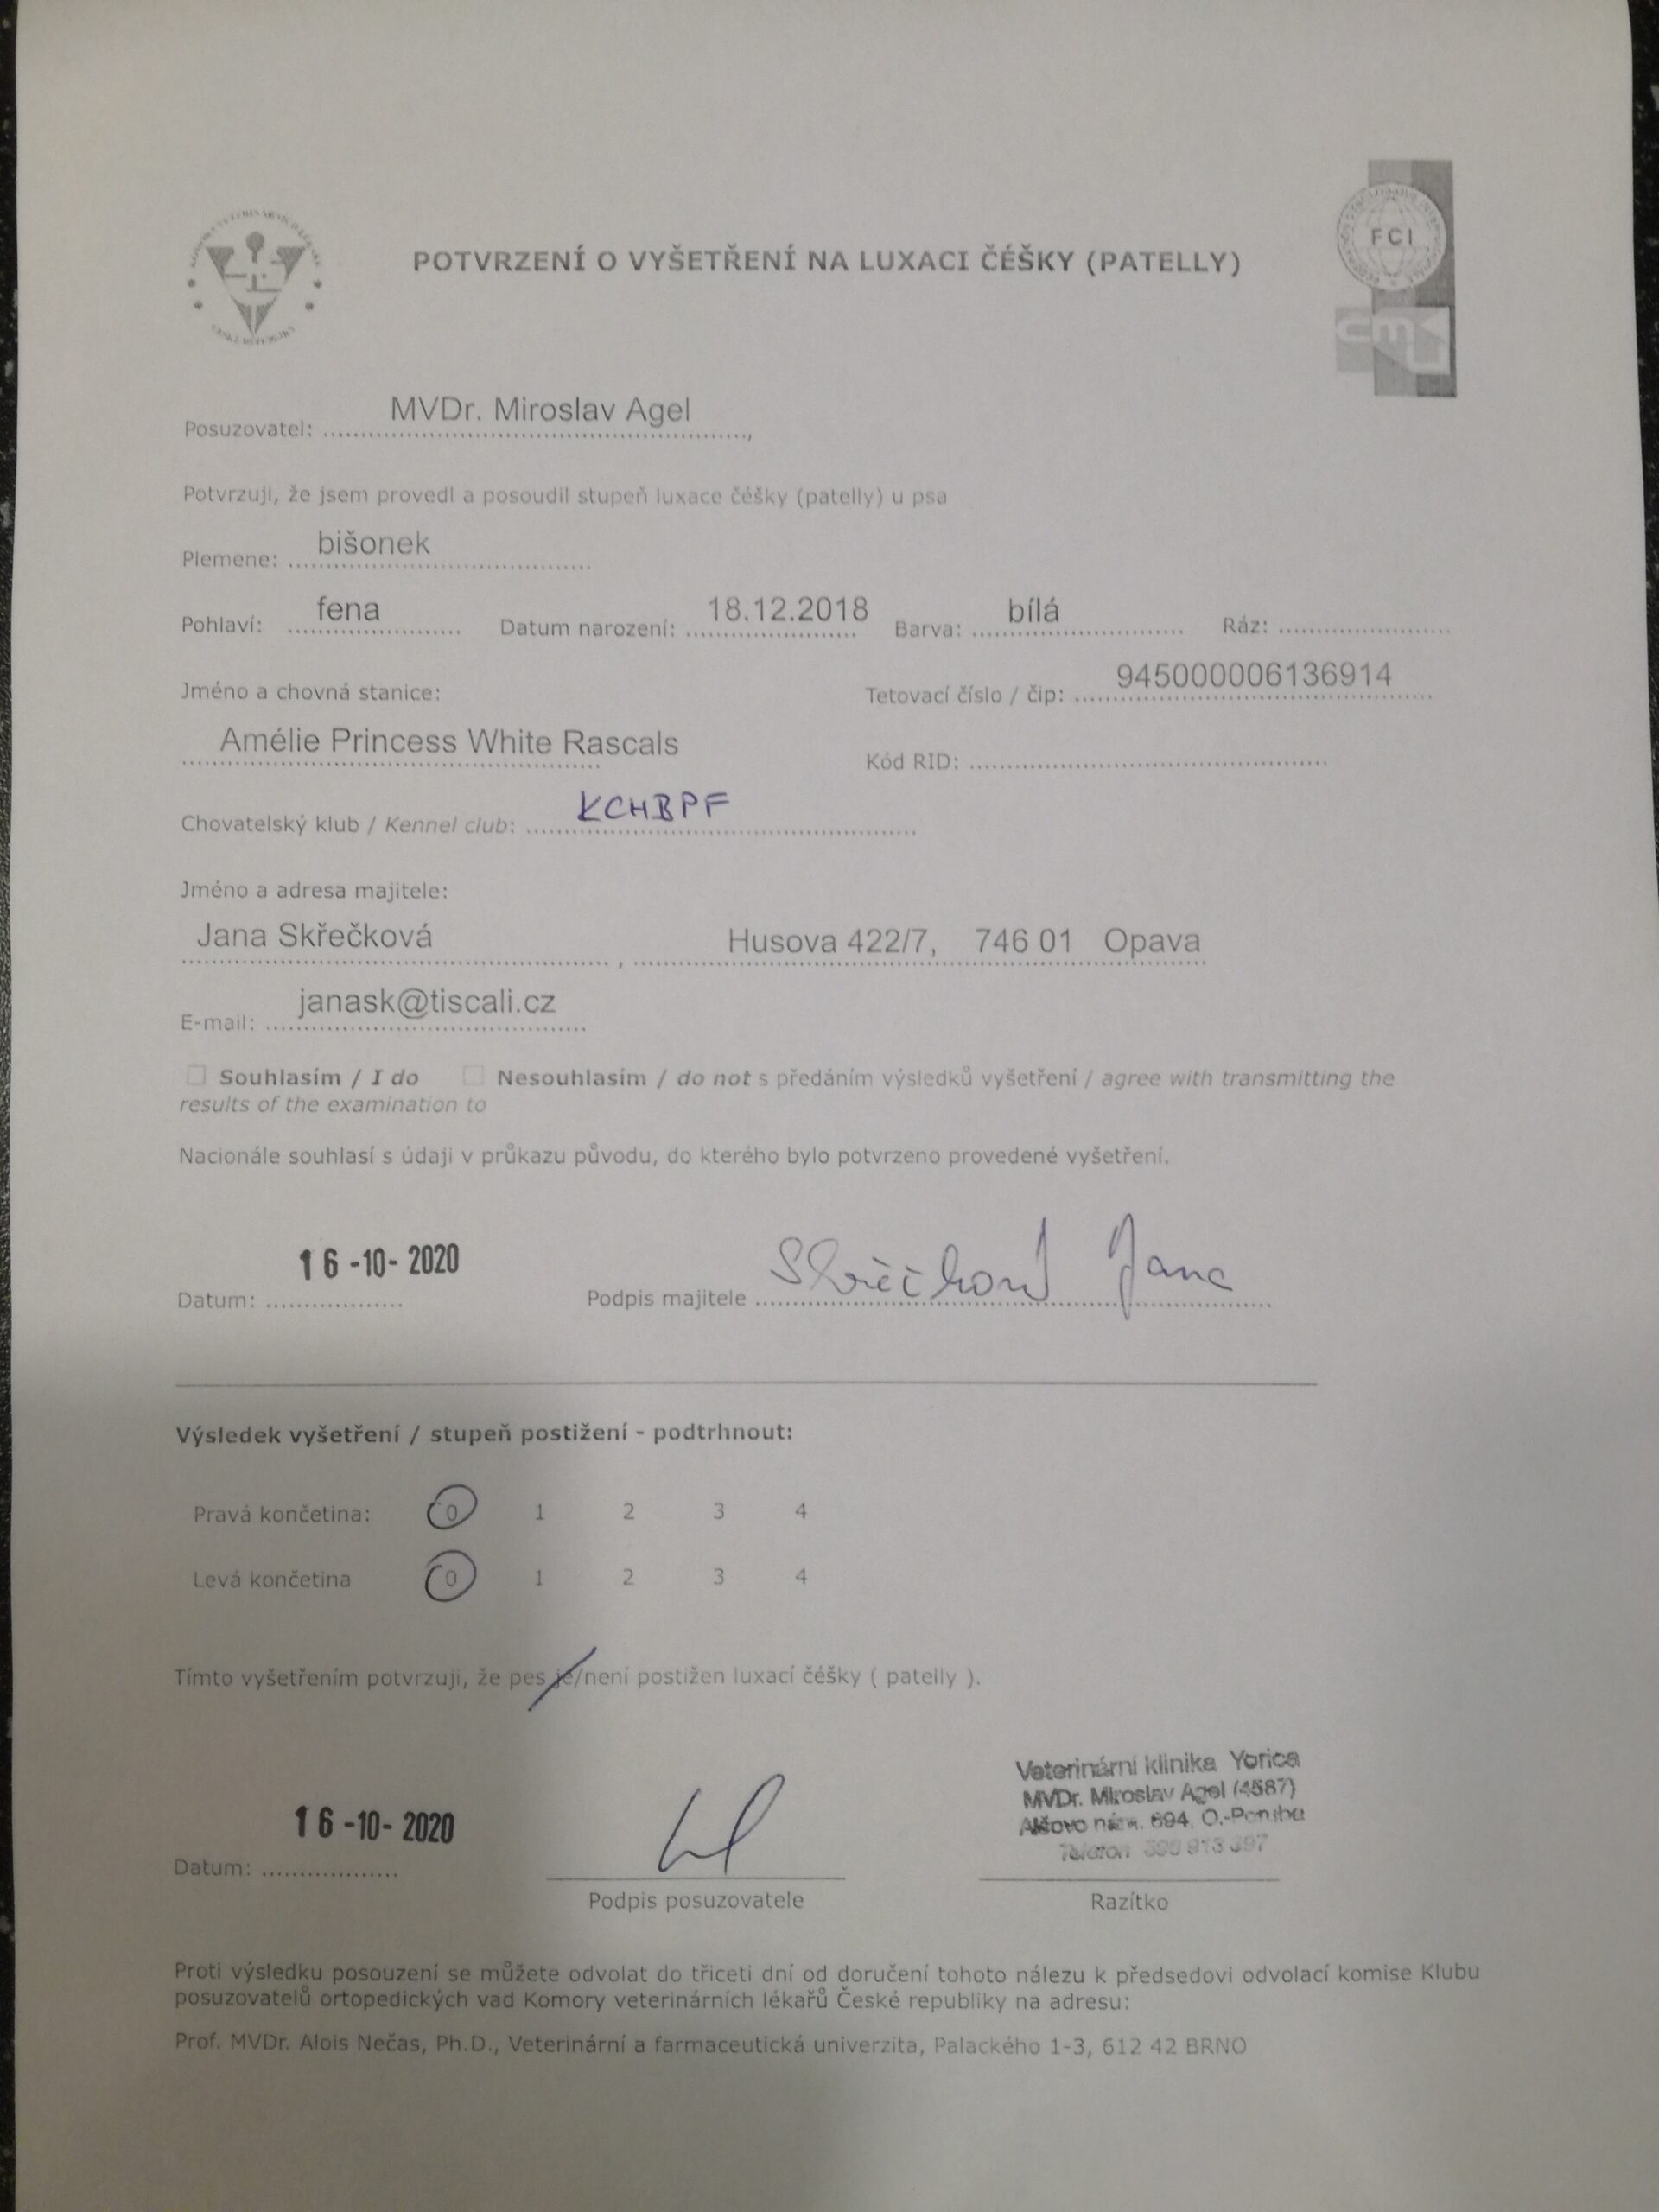 POTVRZENÍ O VYŠETŘENÍ NA LUXACI ČÉŠKY (PATELLY)
FCI
Posuzovatel: MVDr. Miroslav Agel
Potvrzuji, že jsem provedl a posoudil stupeň luxace čéšky (patelly) u psa
Plemene: bišonek
Pohlaví: fena Datum narození: 18.12.2018 Barva: bílá Ráz:
Jméno a chovná stanice: Tetovací číslo / čip: 945000006136914
Amélie Princess White Rascals Kód RID:
Chovatelský klub / Kennel club: KCHBPF
Jméno a adresa majitele:
Jana Skřečková , Husova 422/7, 746 01 Opava
E-mail: janask@tiscali.cz
Souhlasím / I do Nesouhlasím / do not s předáním výsledků vyšetření / agree with transmitting the
results of the examination to
Nacionále souhlasí s údaji v průkazu původu, do kterého bylo potvrzeno provedené vyšetření.
Datum: 16-10-2020 Podpis majitele Skřečková Jana
Výsledek vyšetření / stupeň postižení - podtrhnout:
Pravá končetina: 0 1 2 3 4
Levá končetina 0 1 2 3 4
Tímto vyšetřením potvrzuji, že pes je/není postižen luxací čéšky ( patelly ).
Veterinární klinika Yorica
MVDr. Miroslav Agel (4587)
Alšovo nám. 694, O.-Poruba
Telefon
Datum: 16-10-2020
Podpis posuzovatele Razítko
Proti výsledku posouzení se můžete odvolat do třiceti dní od doručení tohoto nálezu k předsedovi odvolací komise Klubu
posuzovatelů ortopedických vad Komory veterinárních lékařů České republiky na adresu:
Prof. MVDr. Alois Nečas, Ph.D., Veterinární a farmaceutická univerzita, Palackého 1-3, 612 42 BRNO